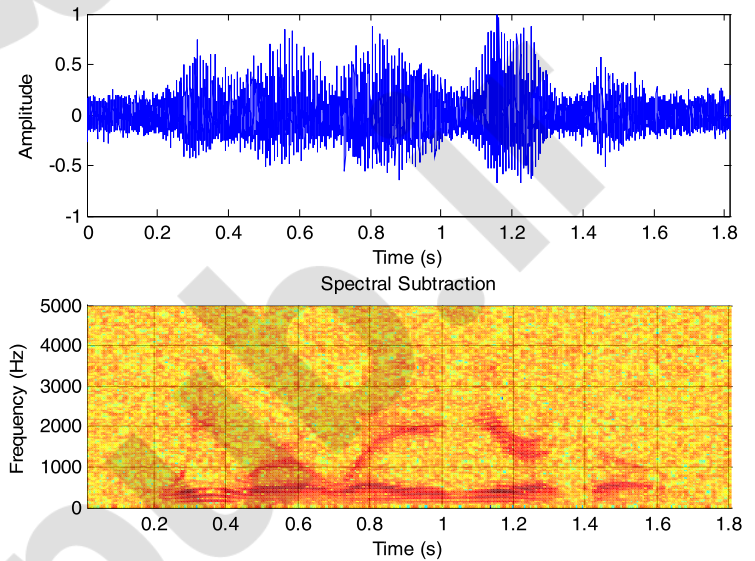 1
0.5
0
-0.5
-1
Amplitude
0 0.2 0.4 0.6 0.8 1 1.2 1.4 1.6 1.8
Time (s)
Spectral Subtraction
5000
4000
3000
2000
1000
0
Frequency (Hz)
0.2 0.4 0.6 0.8 1 1.2 1.4 1.6 1.8
Time (s)